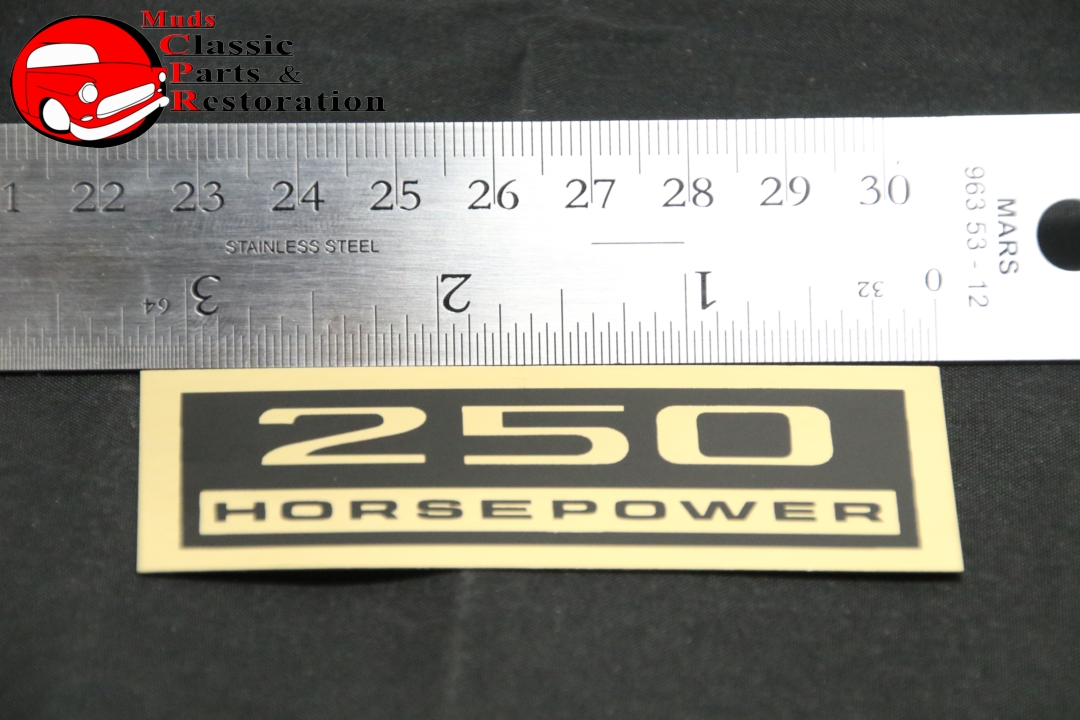 Muds
Classic
Parts &
Restoration
1 22 23 24 25 26 27 28 29 30
STAINLESS STEEL
MARS
963 53 - 12
64 3 2 1 32 0
250
HORSEPOWER